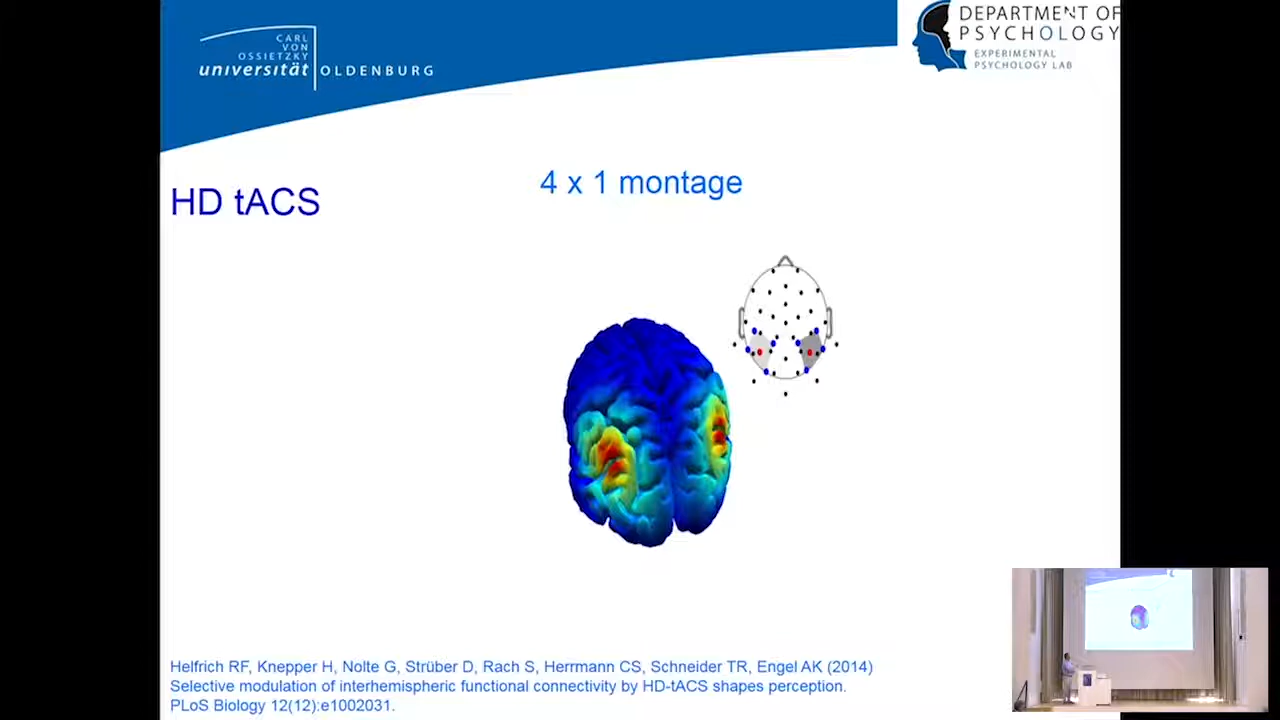 CARL
VON
OSSIETZKY
universität OLDENBURG
DEPARTMENT OF
PSYCHOLOGY
EXPERIMENTAL
PSYCHOLOGY LAB
4 x 1 montage
HD tACS
Helfrich RF, Knepper H, Nolte G, Strüber D, Rach S, Herrmann CS, Schneider TR, Engel AK (2014)
Selective modulation of interhemispheric functional connectivity by HD-tACS shapes perception.
PLoS Biology 12(12):e1002031.